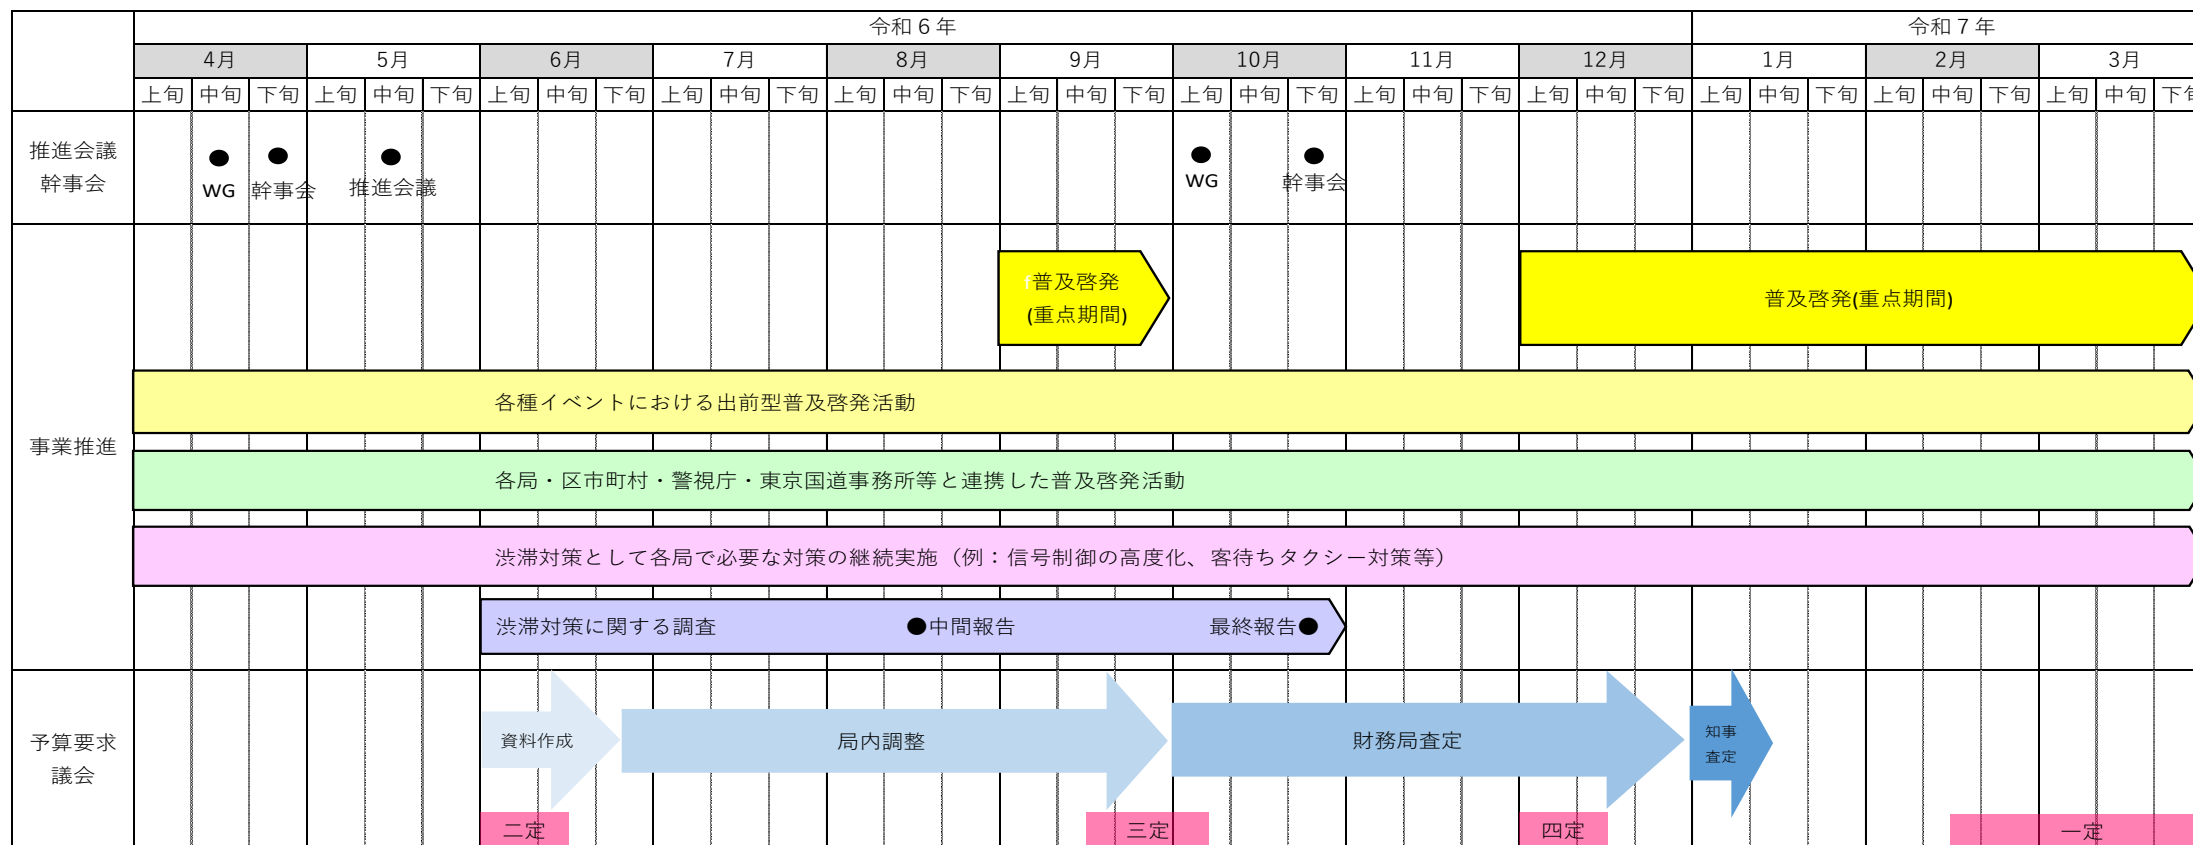 令和６年 令和７年
4月 5月 6月 7月 8月 9月 10月 11月 12月 1月 2月 3月
上旬 中旬 下旬 上旬 中旬 下旬 上旬 中旬 下旬 上旬 中旬 下旬 上旬 中旬 下旬 上旬 中旬 下旬 上旬 中旬 下旬 上旬 中旬 下旬 上旬 中旬 下旬 上旬 中旬 下旬 上旬 中旬 下旬 上旬 中旬 下旬
推進会議
幹事会
● ● ● ● ●
WG 幹事会 推進会議 WG 幹事会
事業推進
f普及啓発
(重点期間)
普及啓発(重点期間)
各種イベントにおける出前型普及啓発活動
各局・区市町村・警視庁・東京国道事務所等と連携した普及啓発活動
渋滞対策として各局で必要な対策の継続実施（例：信号制御の高度化、客待ちタクシー対策等）
渋滞対策に関する調査 ●中間報告 最終報告●
予算要求
議会
資料作成 局内調整 財務局査定
知事
査定
二定 三定 四定 一定